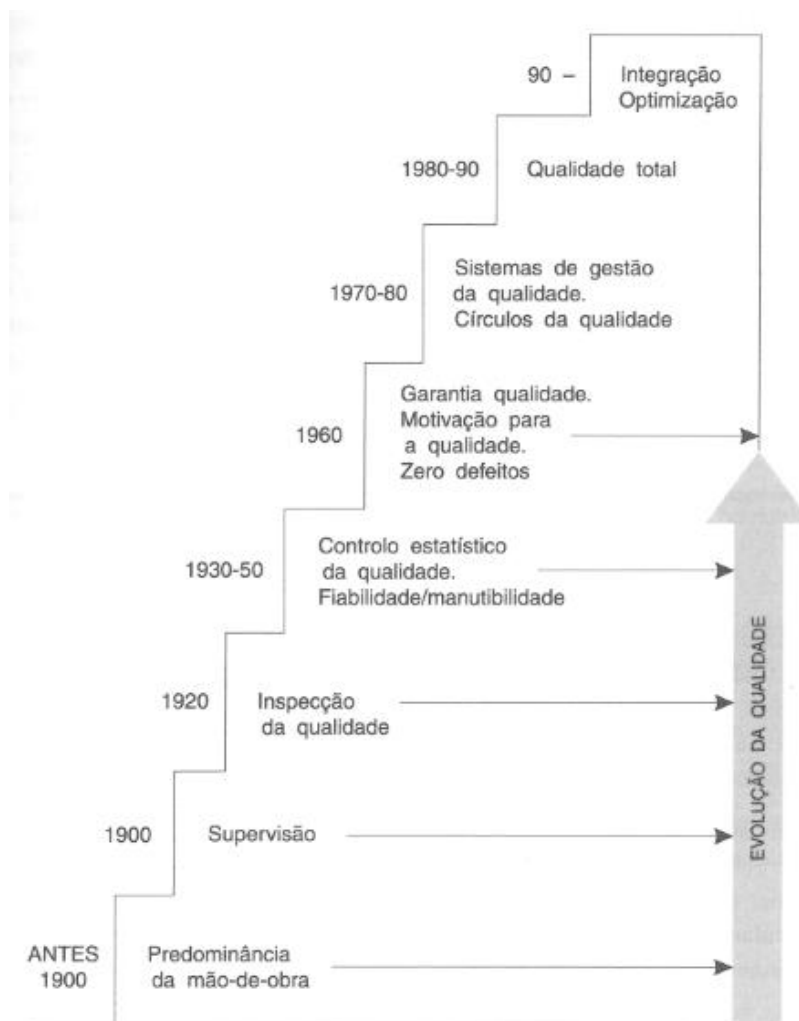 90 –
Integração
Optimização
1980-90
Qualidade total
1970-80
Sistemas de gestão
da qualidade.
Círculos da qualidade
1960
Garantia qualidade.
Motivação para
a qualidade.
Zero defeitos
1930-50
Controlo estatístico
da qualidade.
Fiabilidade/manutibilidade
1920
Inspecção
da qualidade
1900
Supervisão
ANTES
1900
Predominância
da mão-de-obra
EVOLUÇÃO DA QUALIDADE